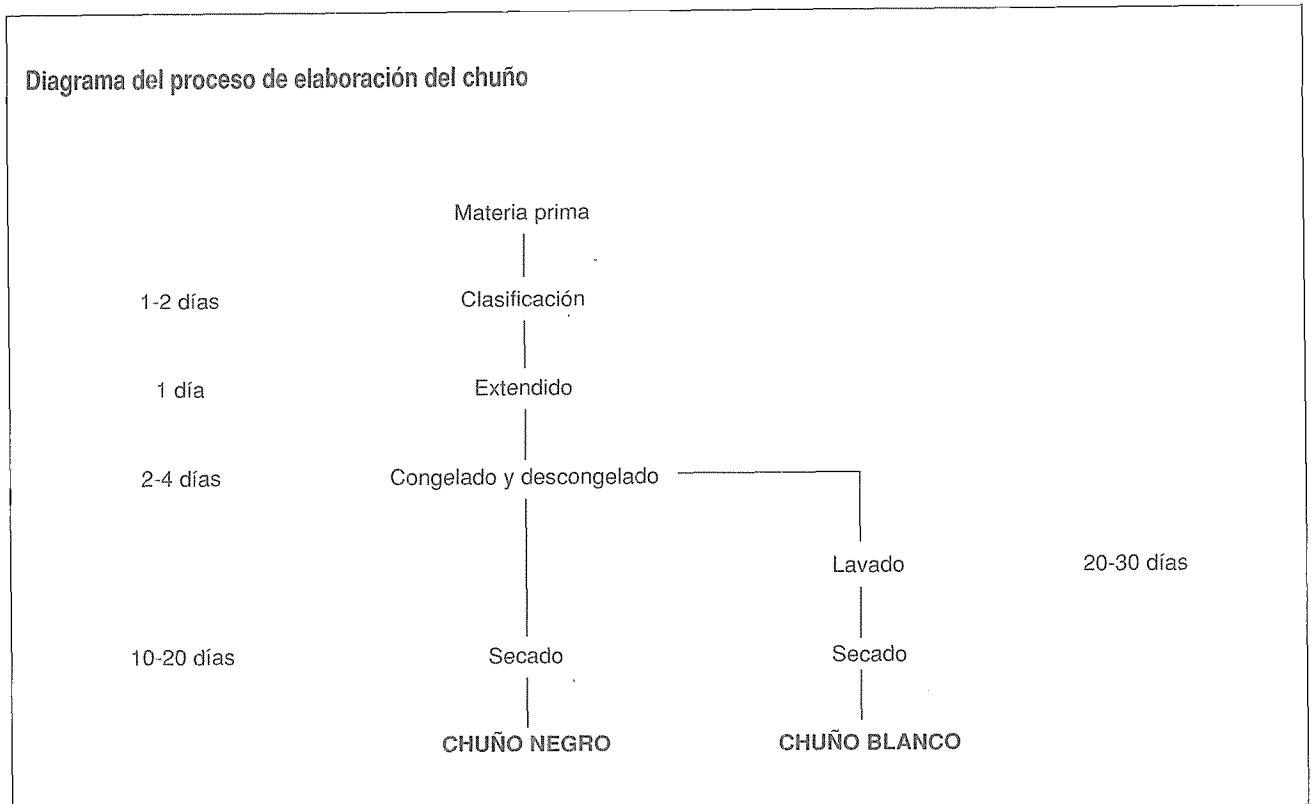 Diagrama del proceso de elaboración del chuño
Materia prima
1-2 días Clasificación
1 día Extendido
2-4 días Congelado y descongelado
Lavado 20-30 días
10-20 días Secado Secado
CHUÑO NEGRO CHUÑO BLANCO